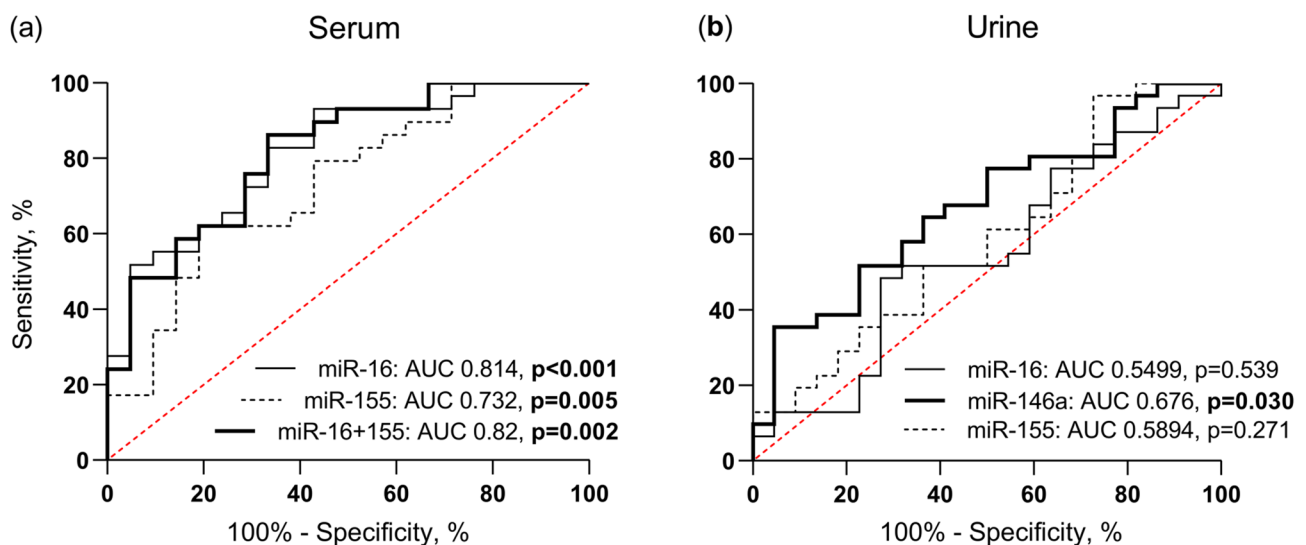 (a)
Serum
100
80
60
40
20
0
Sensitivity, %
miR-16: AUC 0.814, p<0.001
miR-155: AUC 0.732, p=0.005
miR-16+155: AUC 0.82, p=0.002
0 20 40 60 80 100
100% - Specificity, %
(b)
Urine
100
80
60
40
20
0
miR-16: AUC 0.5499, p=0.539
miR-146a: AUC 0.676, p=0.030
miR-155: AUC 0.5894, p=0.271
0 20 40 60 80 100
100% - Specificity, %